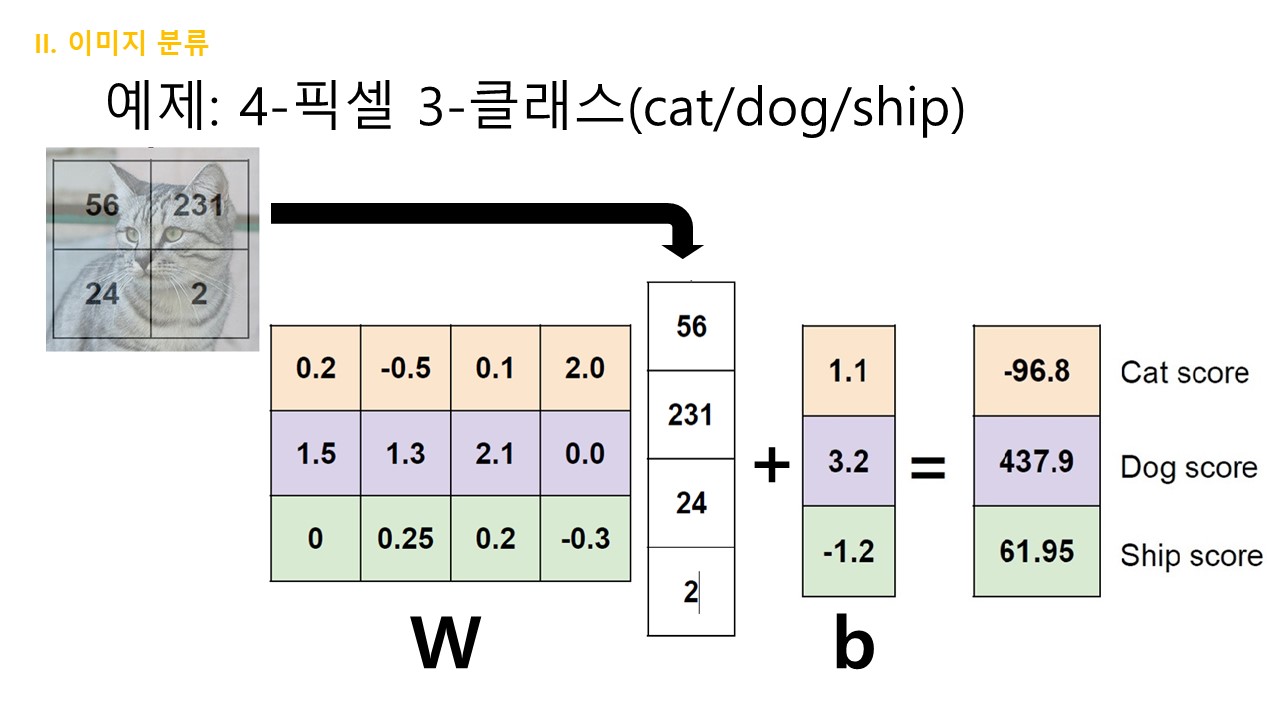 II. 이미지 분류
예제: 4-픽셀 3-클래스(cat/dog/ship)
56 231
24 2
56
231
24
2
0.2 -0.5 0.1 2.0
1.5 1.3 2.1 0.0
0 0.25 0.2 -0.3
W
+
1.1
3.2
-1.2
b
=
-96.8 Cat score
437.9 Dog score
61.95 Ship score